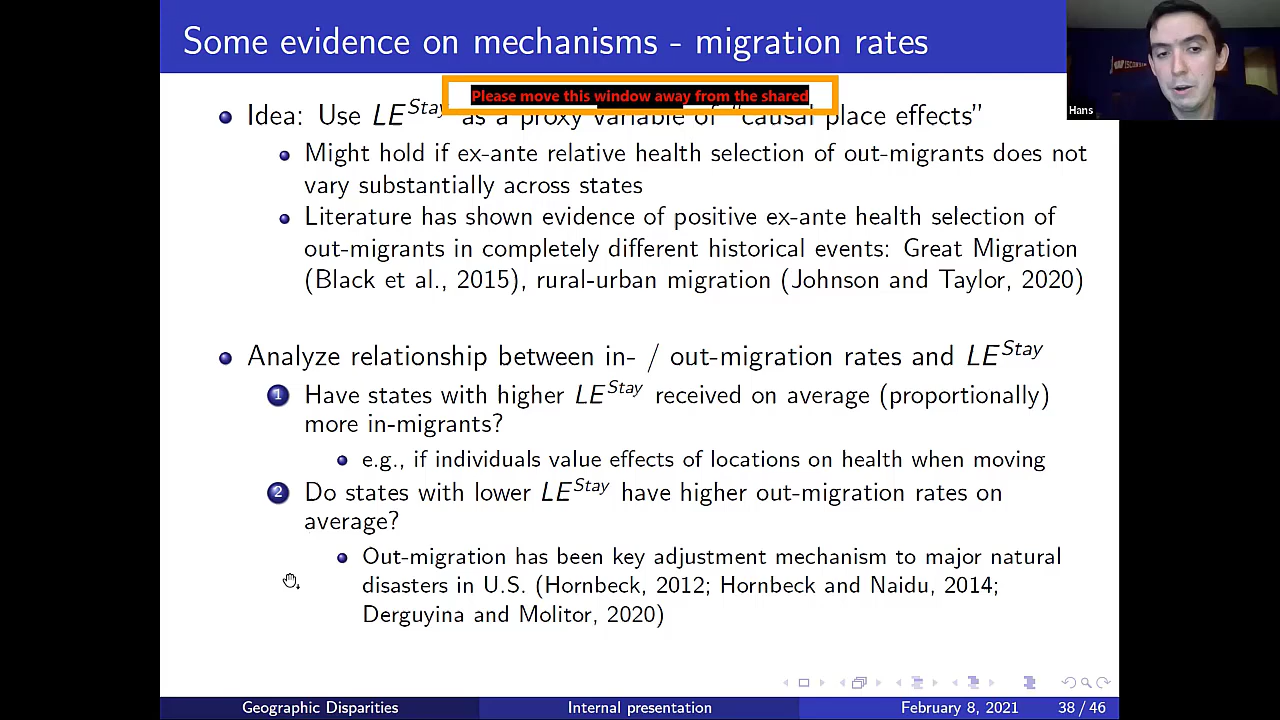 Some evidence on mechanisms - migration rates
Please move this window away from the shared
Idea: Use LE^Stay as a proxy variable of "causal place effects"
Might hold if ex-ante relative health selection of out-migrants does not
vary substantially across states
Literature has shown evidence of positive ex-ante health selection of
out-migrants in completely different historical events: Great Migration
(Black et al., 2015), rural-urban migration (Johnson and Taylor, 2020)
Analyze relationship between in- / out-migration rates and LE^Stay
1 Have states with higher LE^Stay received on average (proportionally)
more in-migrants?
e.g., if individuals value effects of locations on health when moving
2 Do states with lower LE^Stay have higher out-migration rates on
average?
Out-migration has been key adjustment mechanism to major natural
disasters in U.S. (Hornbeck, 2012; Hornbeck and Naidu, 2014;
Derguyina and Molitor, 2020)
Geographic Disparities Internal presentation February 8, 2021 38 / 46
Hans